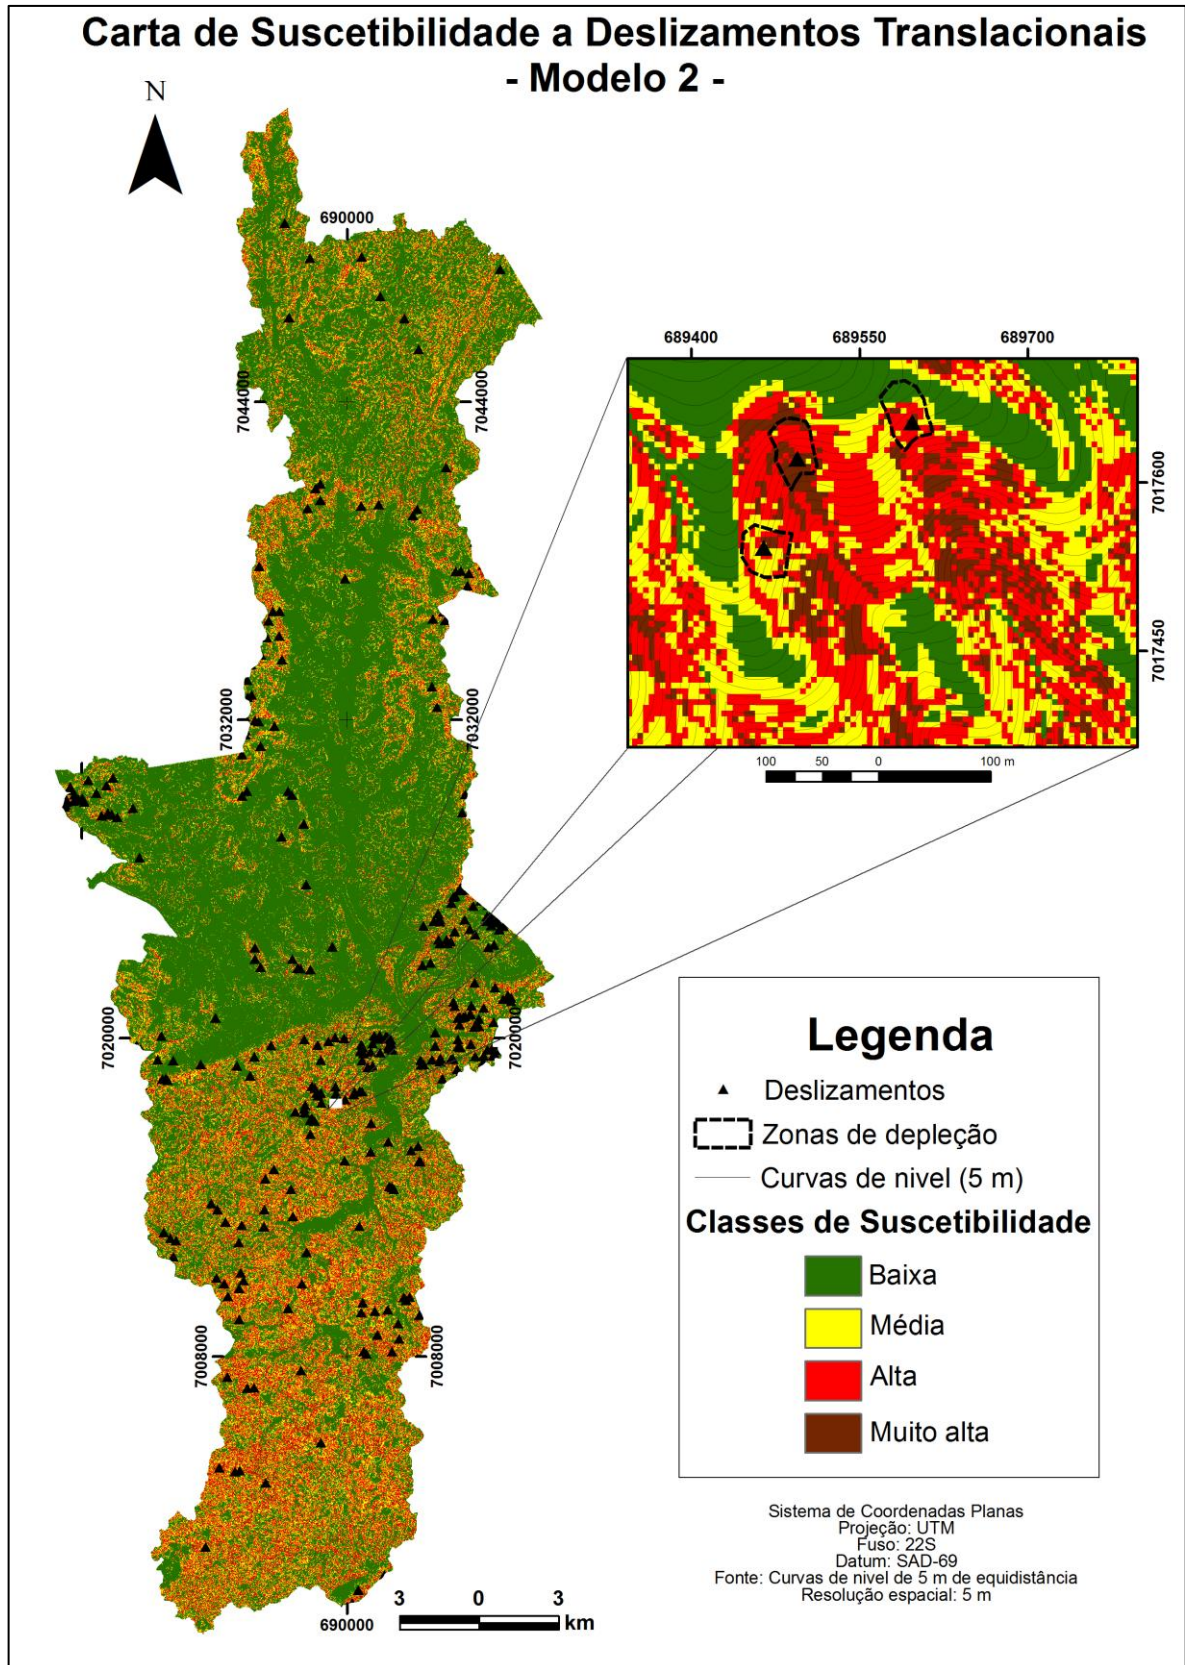 Carta de Suscetibilidade a Deslizamentos Translacionais
- Modelo 2 -
N
690000
7044000
7044000
689400
689550
689700
7017600
7017450
100 50 0 100 m
7032000
7032000
7020000
7020000
7008000
7008000
690000
3 0 3
km
Legenda
Deslizamentos
Zonas de depleção
Curvas de nivel (5 m)
Classes de Suscetibilidade
Baixa
Média
Alta
Muito alta
Sistema de Coordenadas Planas
Projeção: UTM
Fuso: 22S
Datum: SAD-69
Fonte: Curvas de nivel de 5 m de equidistância
Resolução espacial: 5 m